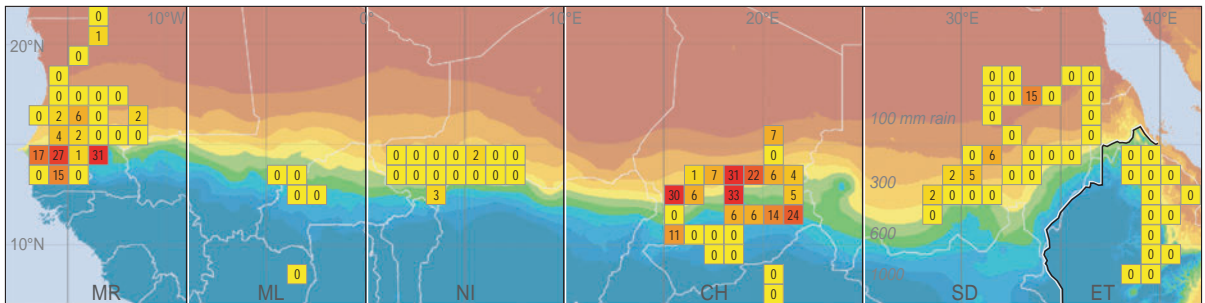 10°W 0° 10°E 20°E 30°E 40°E
0
20°N 1
0
0 0 0 0 0
0 0 0 0 0 0 15 0 0
0 2 6 0 2 100 mm rain 0 0
4 2 0 0 0 7 0 0
17 27 1 31 0 0 0 0 2 0 0 0 0 6 0 0 0 0 0
0 15 0 0 0 0 0 0 0 0 0 0 1 7 31 22 6 4 300 2 5 0 0 0 0
0 0 3 30 6 33 5 2 0 0 0 0 0 0
0 6 6 14 24 0 0 0
10°N 11 0 0 0 600 0 0
0 0 0 0
0 0 1000 0 0
MR ML NI CH 0 SD ET